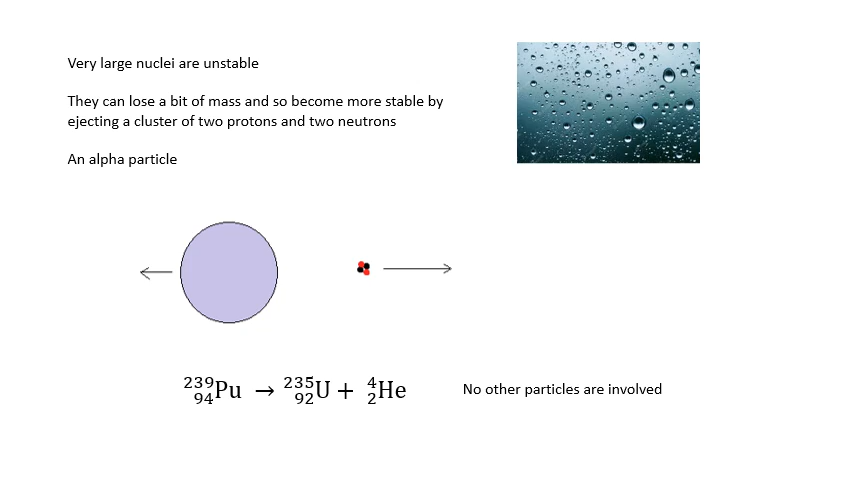 Very large nuclei are unstable
They can lose a bit of mass and so become more stable by
ejecting a cluster of two protons and two neutrons
An alpha particle
²³⁹₉₄Pu → ²³⁵₉₂U + ⁴₂He
No other particles are involved